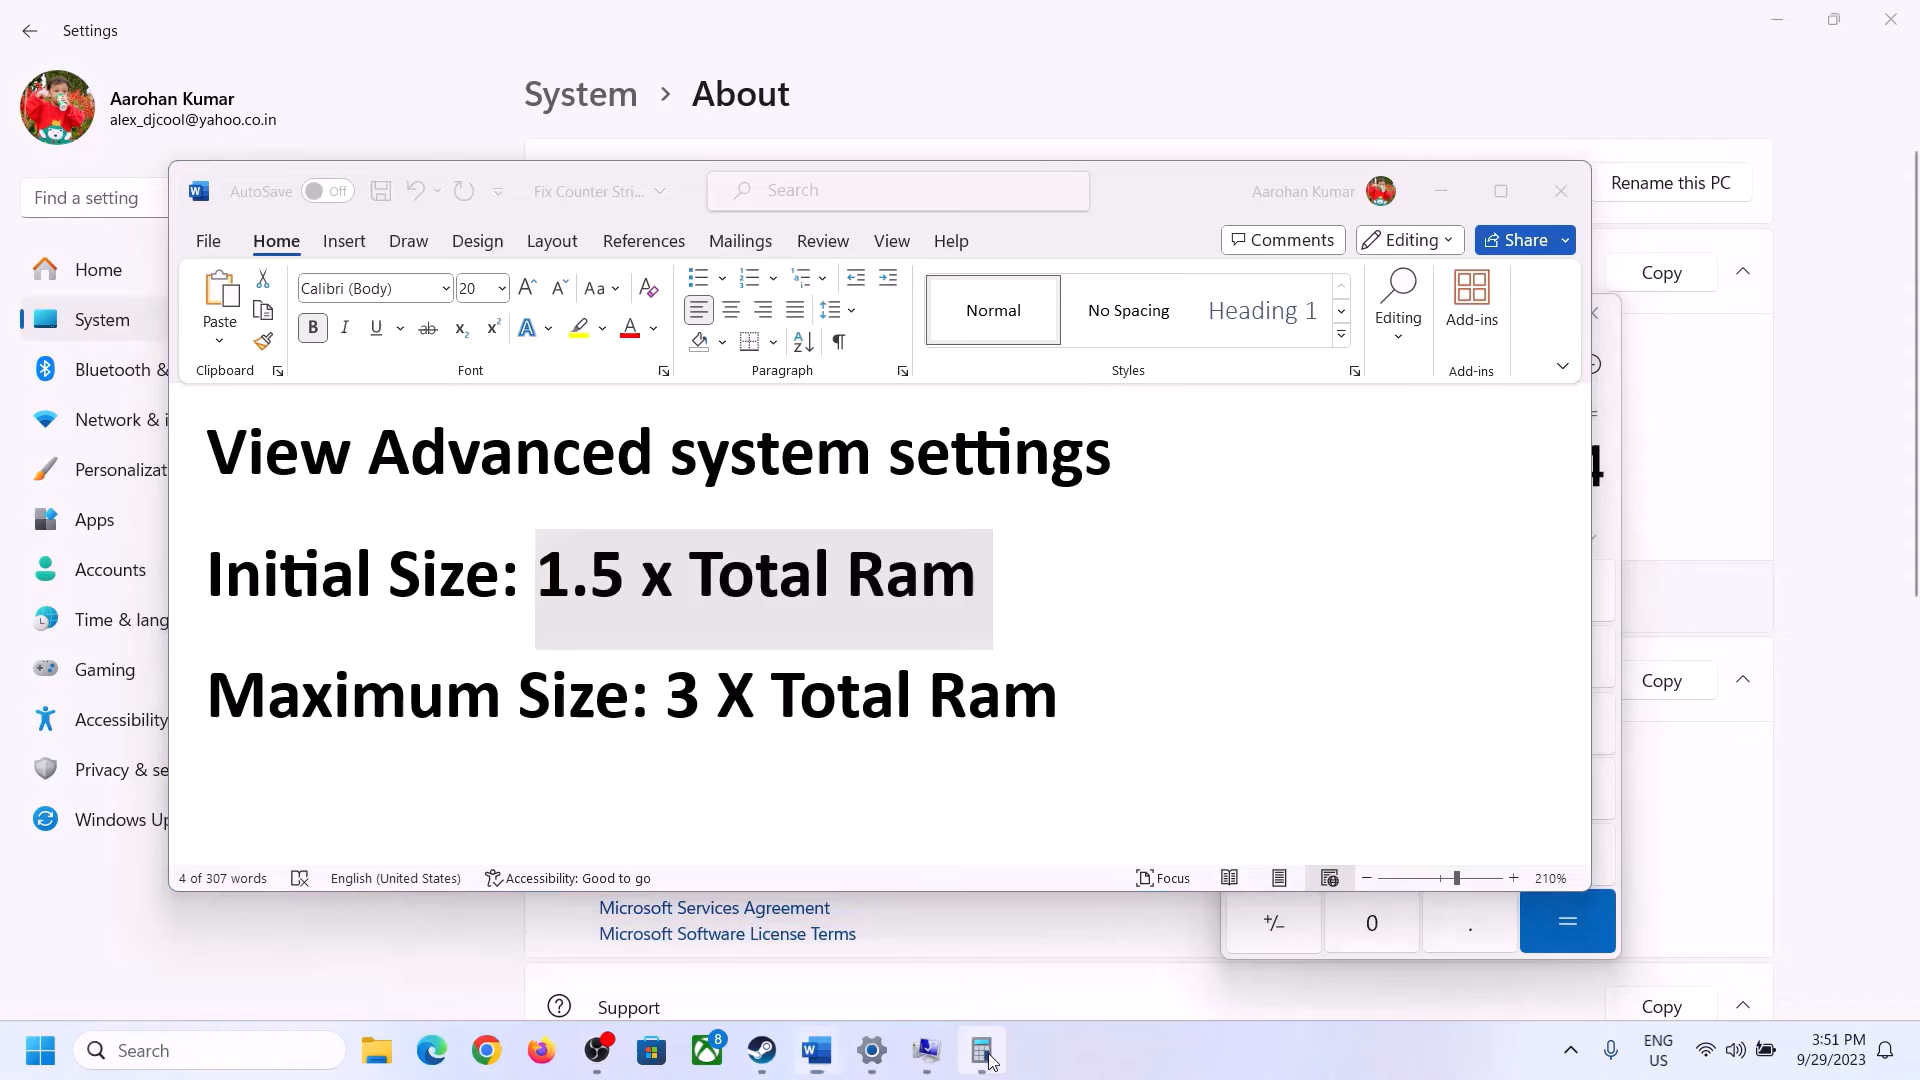 Settings
Aarohan Kumar
alex_djcool@yahoo.co.in
System > About
Find a setting
Rename this PC
Home
System
Bluetooth &
Network & i
Personalizat
Apps
Accounts
Time & lang
Gaming
Accessibility
Privacy & se
Windows Up
AutoSave Off
Fix Counter Stri...
Search
Aarohan Kumar
File Home Insert Draw Design Layout References Mailings Review View Help
Comments Editing Share
Paste
Calibri (Body) 20
Normal
No Spacing
Heading 1
Editing
Add-ins
Clipboard Font Paragraph Styles Add-ins
View Advanced system settings
Initial Size: 1.5 x Total Ram
Maximum Size: 3 X Total Ram
4 of 307 words
English (United States)
Accessibility: Good to go
Focus
210%
Copy
4
Copy
+/- 0 . =
Microsoft Services Agreement
Microsoft Software License Terms
Support
Copy
Search
8
ENG
US
3:51 PM
9/29/2023